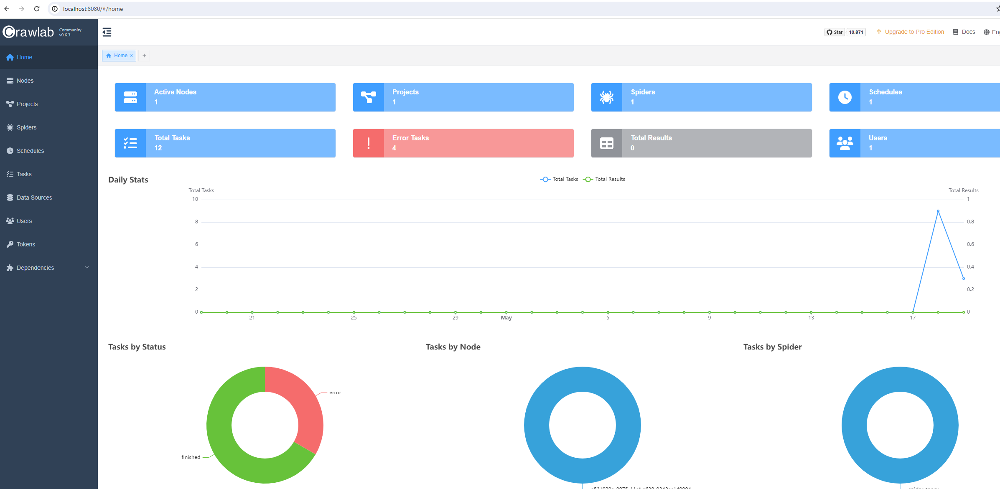 localhost:8080/#/home
Crawlab Community v0.6.3
Star 10,871 Upgrade to Pro Edition Docs
Home
Nodes
Projects
Spiders
Schedules
Tasks
Data Sources
Users
Tokens
Dependencies
Home +
Active Nodes
1
Projects
1
Spiders
1
Schedules
1
Total Tasks
12
Error Tasks
4
Total Results
0
Users
1
Daily Stats
Total Tasks Total Results
Total Tasks
Total Results
10
8
6
4
2
0
1
0.8
0.6
0.4
0.2
0
21 25 29 May 5 9 13 17
Tasks by Status
error
finished
Tasks by Node
Tasks by Spider